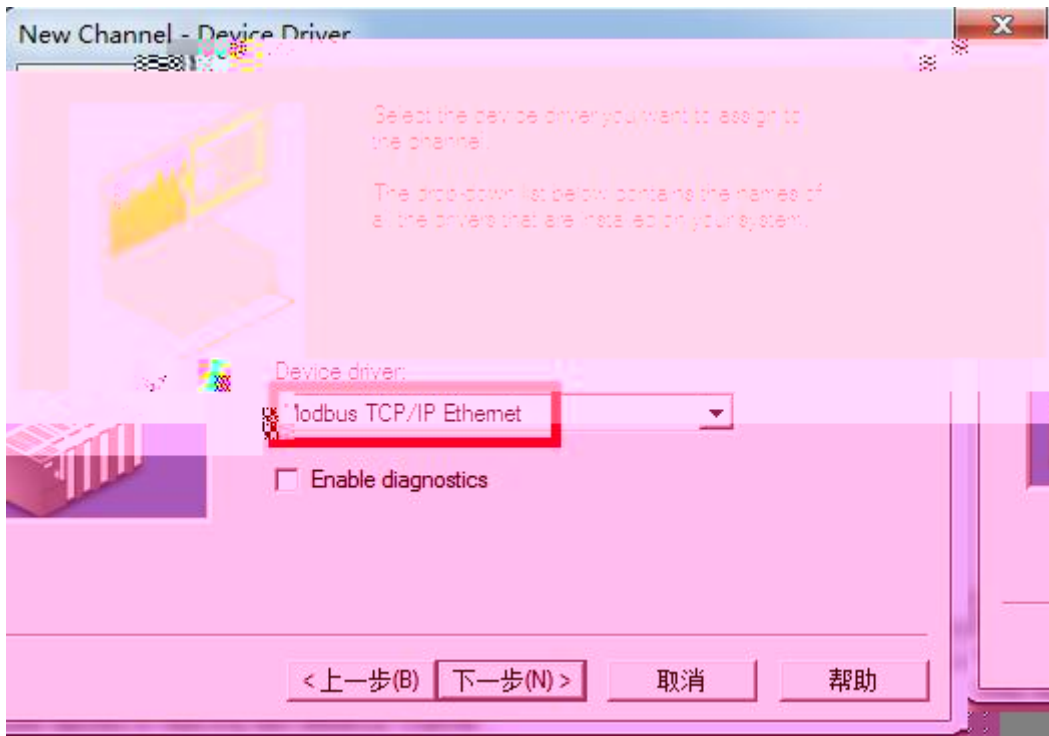 New Channel - Device Driver
Select the device driver you want to assign to
the channel.
The drop-down list below contains the names of
all the drivers that are installed on your system.
Device driver:
Modbus TCP/IP Ethernet
Enable diagnostics
<上一步(B) 下一步(N)> 取消 帮助